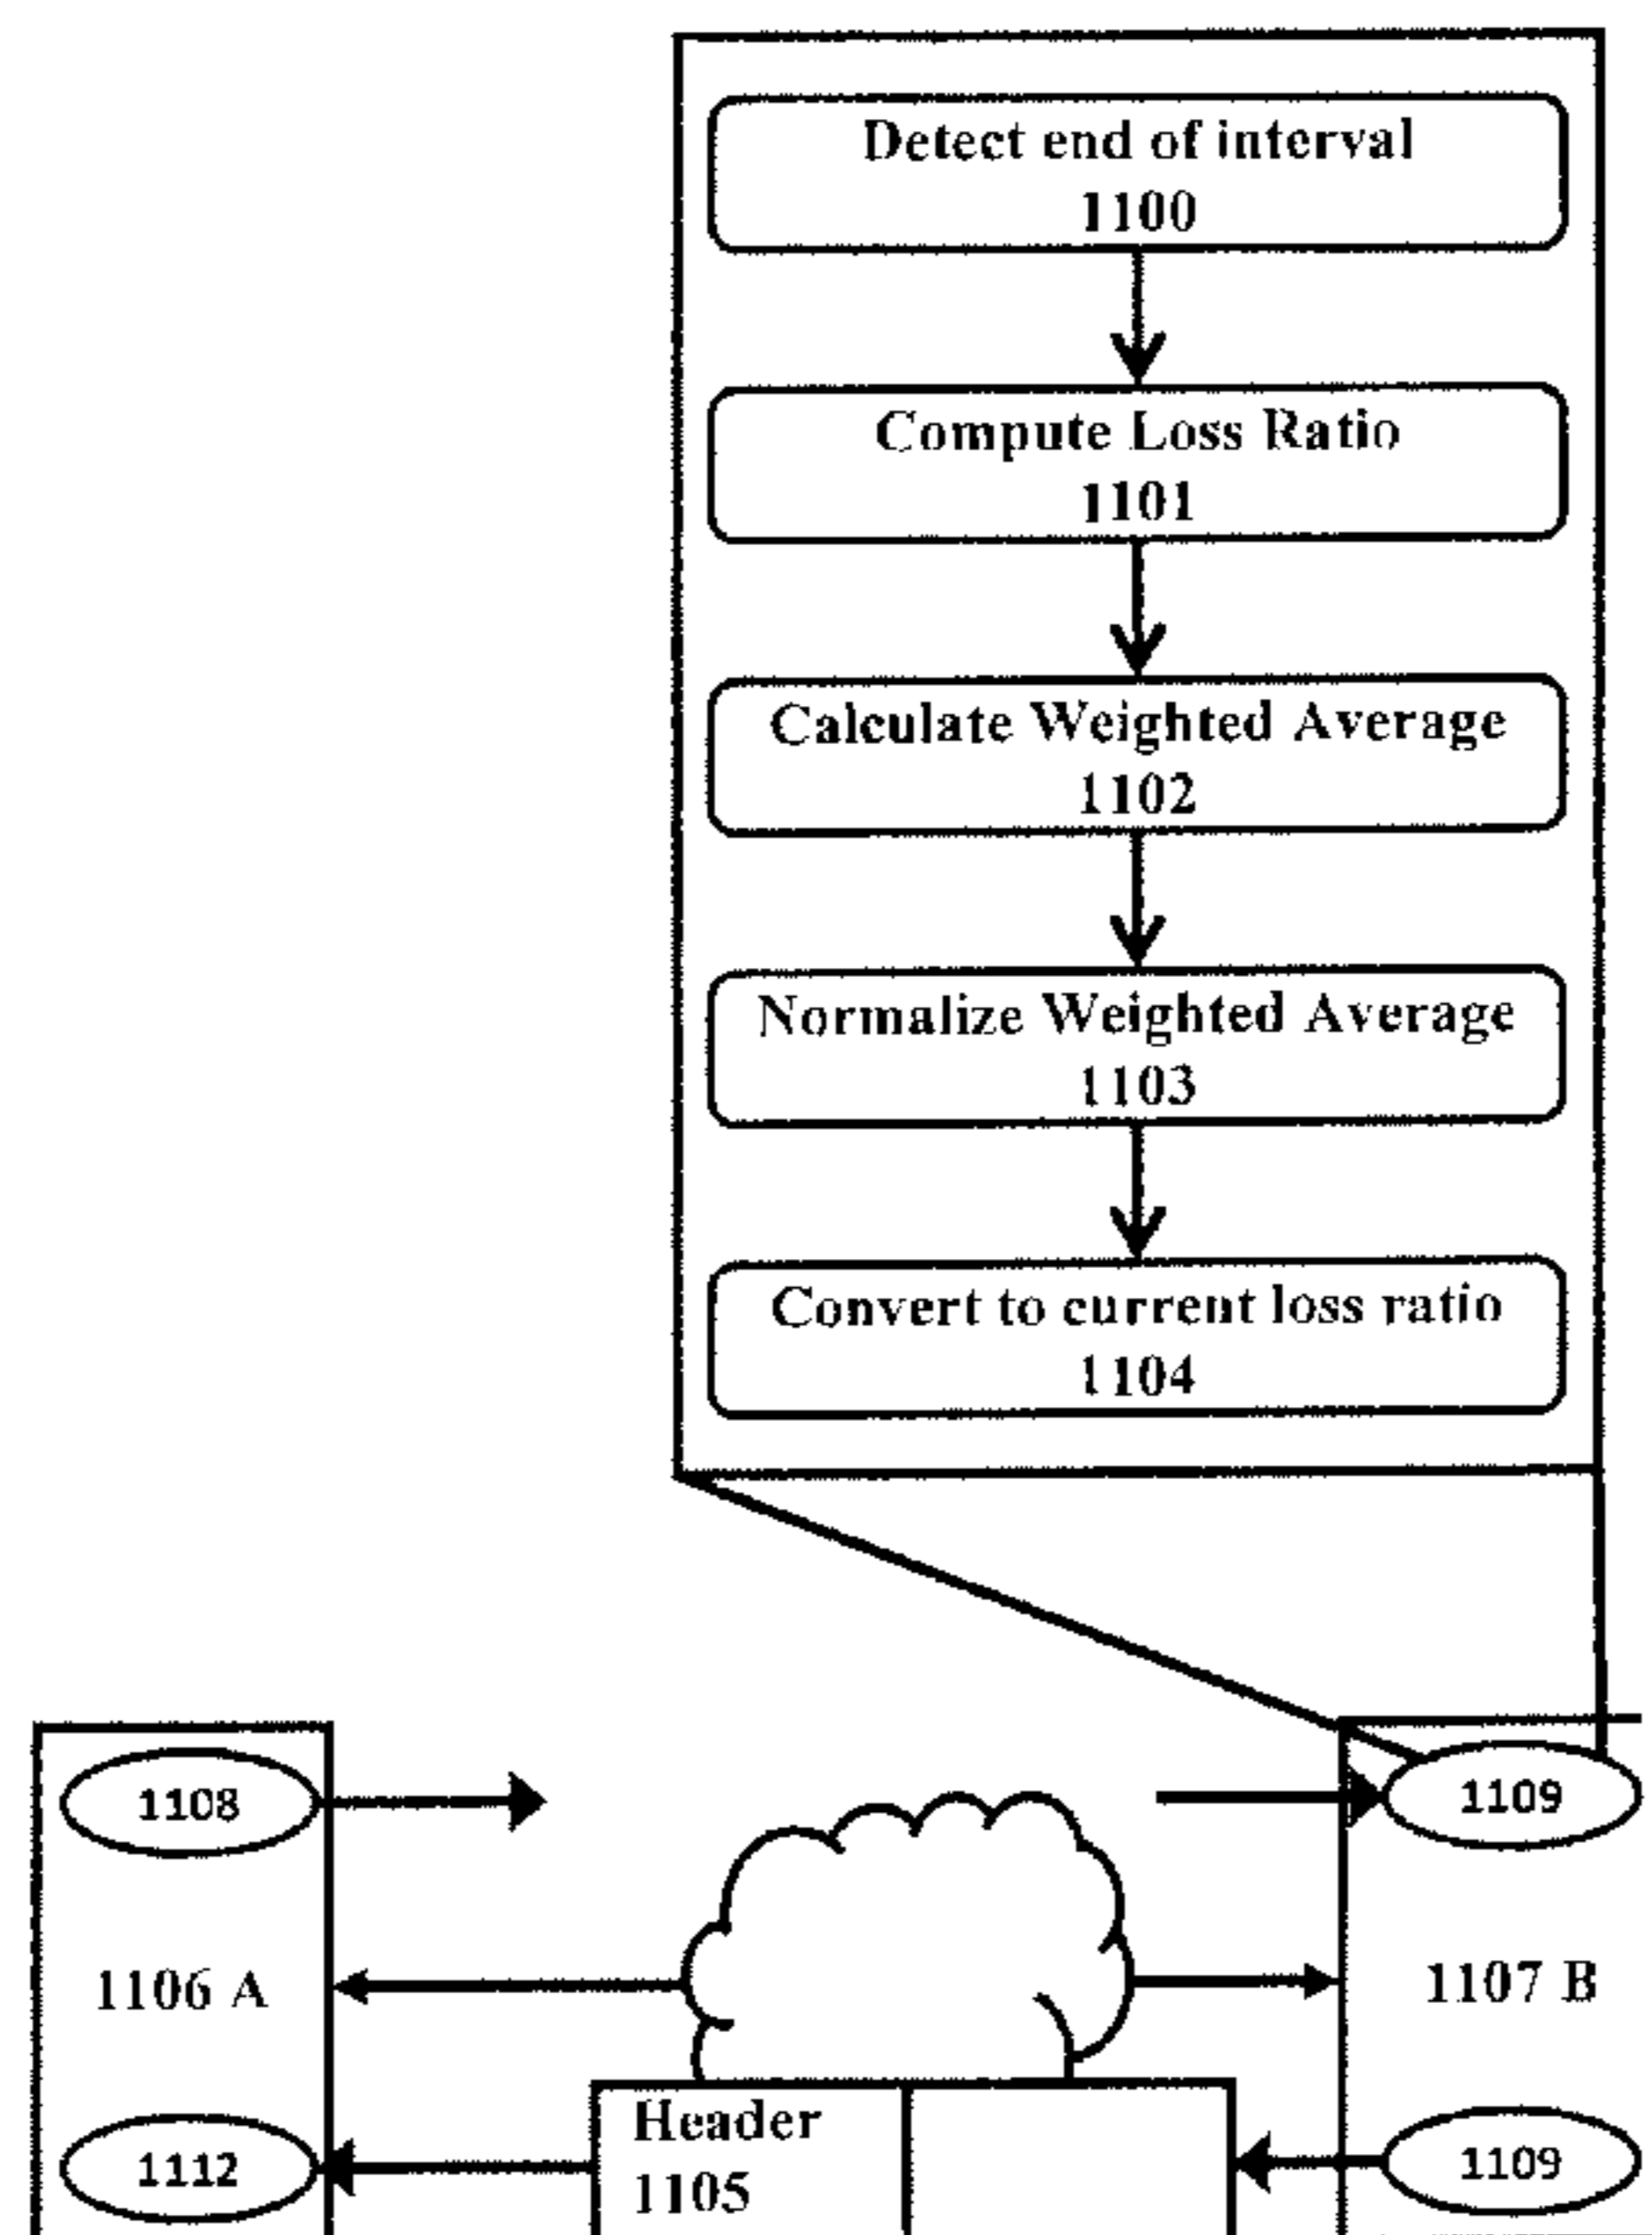 Detect end of interval
1100
Compute Loss Ratio
1101
Calculate Weighted Average
1102
Normalize Weighted Average
1103
Convert to current loss ratio
1104
1108
1109
1106 A
1107 B
Header
1105
1112
1109